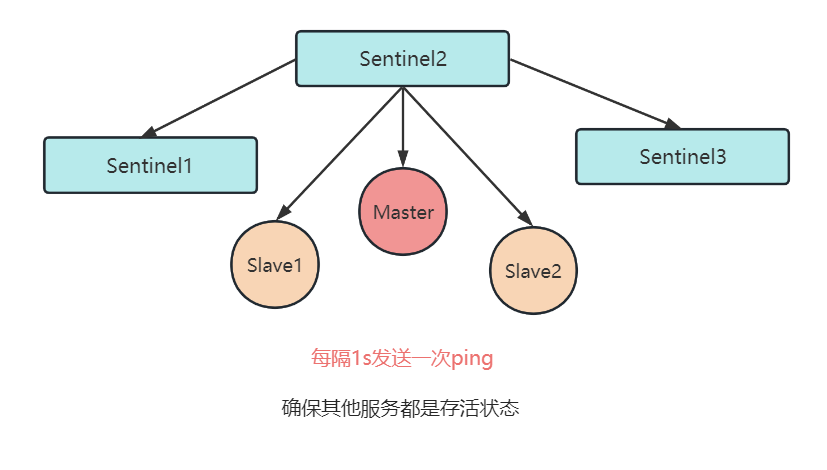 Sentinel2
Sentinel1
Sentinel3
Master
Slave1
Slave2
每隔1s发送一次ping
确保其他服务都是存活状态